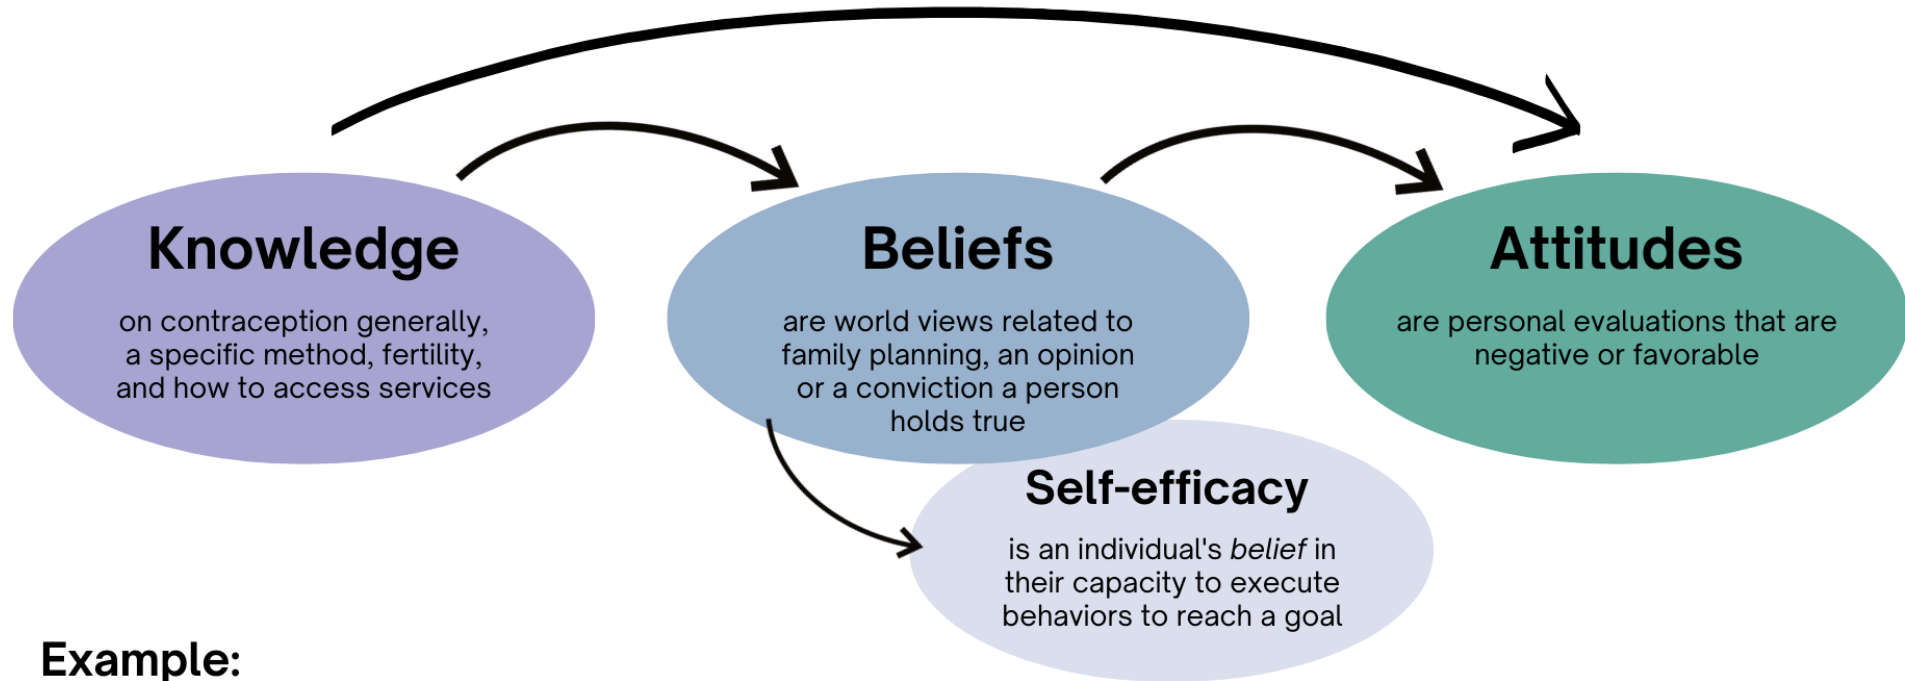 Knowledge
on contraception generally,
a specific method, fertility,
and how to access services
Beliefs
are world views related to
family planning, an opinion
or a conviction a person
holds true
Attitudes
are personal evaluations that are
negative or favorable
Self-efficacy
is an individual's belief in
their capacity to execute
behaviors to reach a goal
Example: